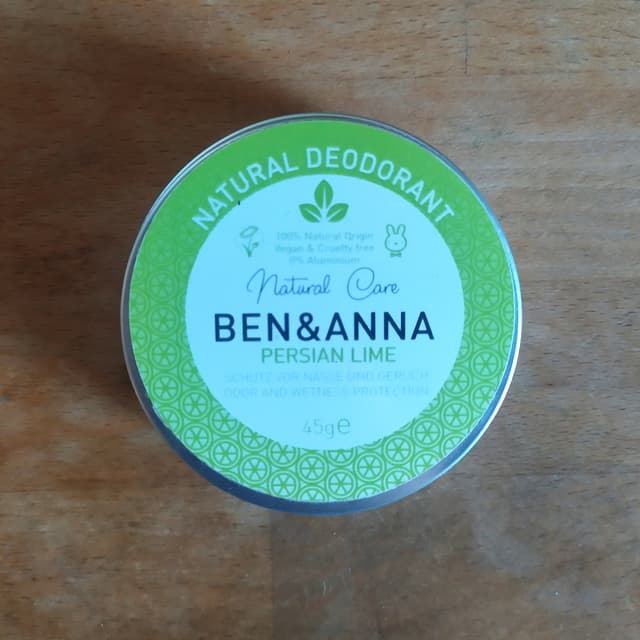 NATURAL DEODORANT
100% Natural Origin
Vegan & Cruelty free
0% Aluminium
Natural Care
BEN&ANNA
PERSIAN LIME
SCHUTZ VOR NÄSSE UND GERUCH
ODOR AND WETNESS PROTECTION
45g℮